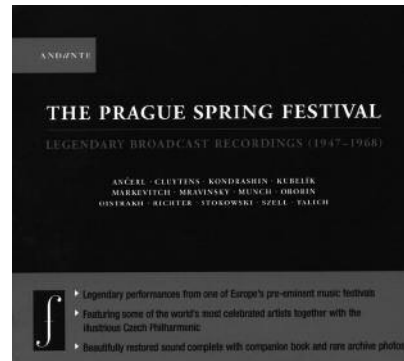 ANDANTE
THE PRAGUE SPRING FESTIVAL
LEGENDARY BROADCAST RECORDINGS (1947–1968)
ANČERL · CLUYTENS · KONDRASHIN · KUBELÍK
MARKEVITCH · MRAVINSKY · MUNCH · OBORIN
OISTRAKH · RICHTER · STOKOWSKI · SZELL · TALICH
Legendary performances from one of Europe's pre-eminent music festivals
Featuring some of the world's most celebrated artists together with the
illustrious Czech Philharmonic
Beautifully restored sound complete with companion book and rare archive photos
f